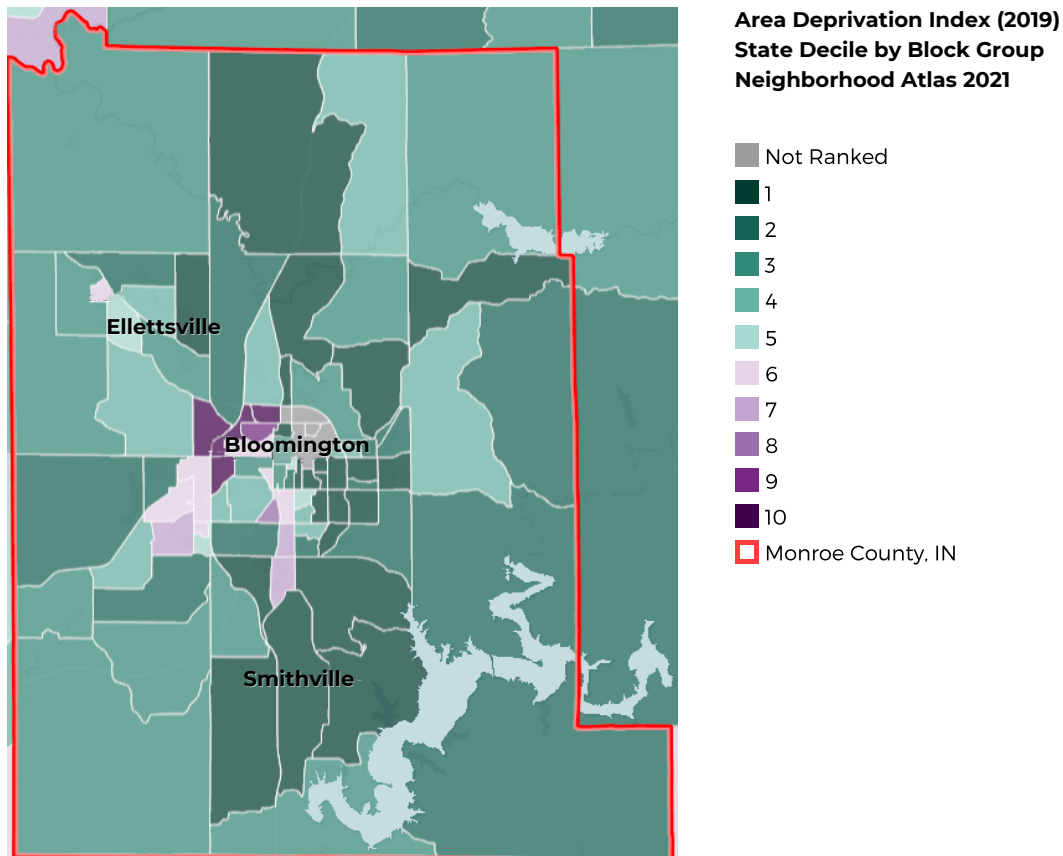 Area Deprivation Index (2019)
State Decile by Block Group
Neighborhood Atlas 2021
Not Ranked
1
2
3
4
5
6
7
8
9
10
Monroe County, IN
Ellettsville
Bloomington
Smithville